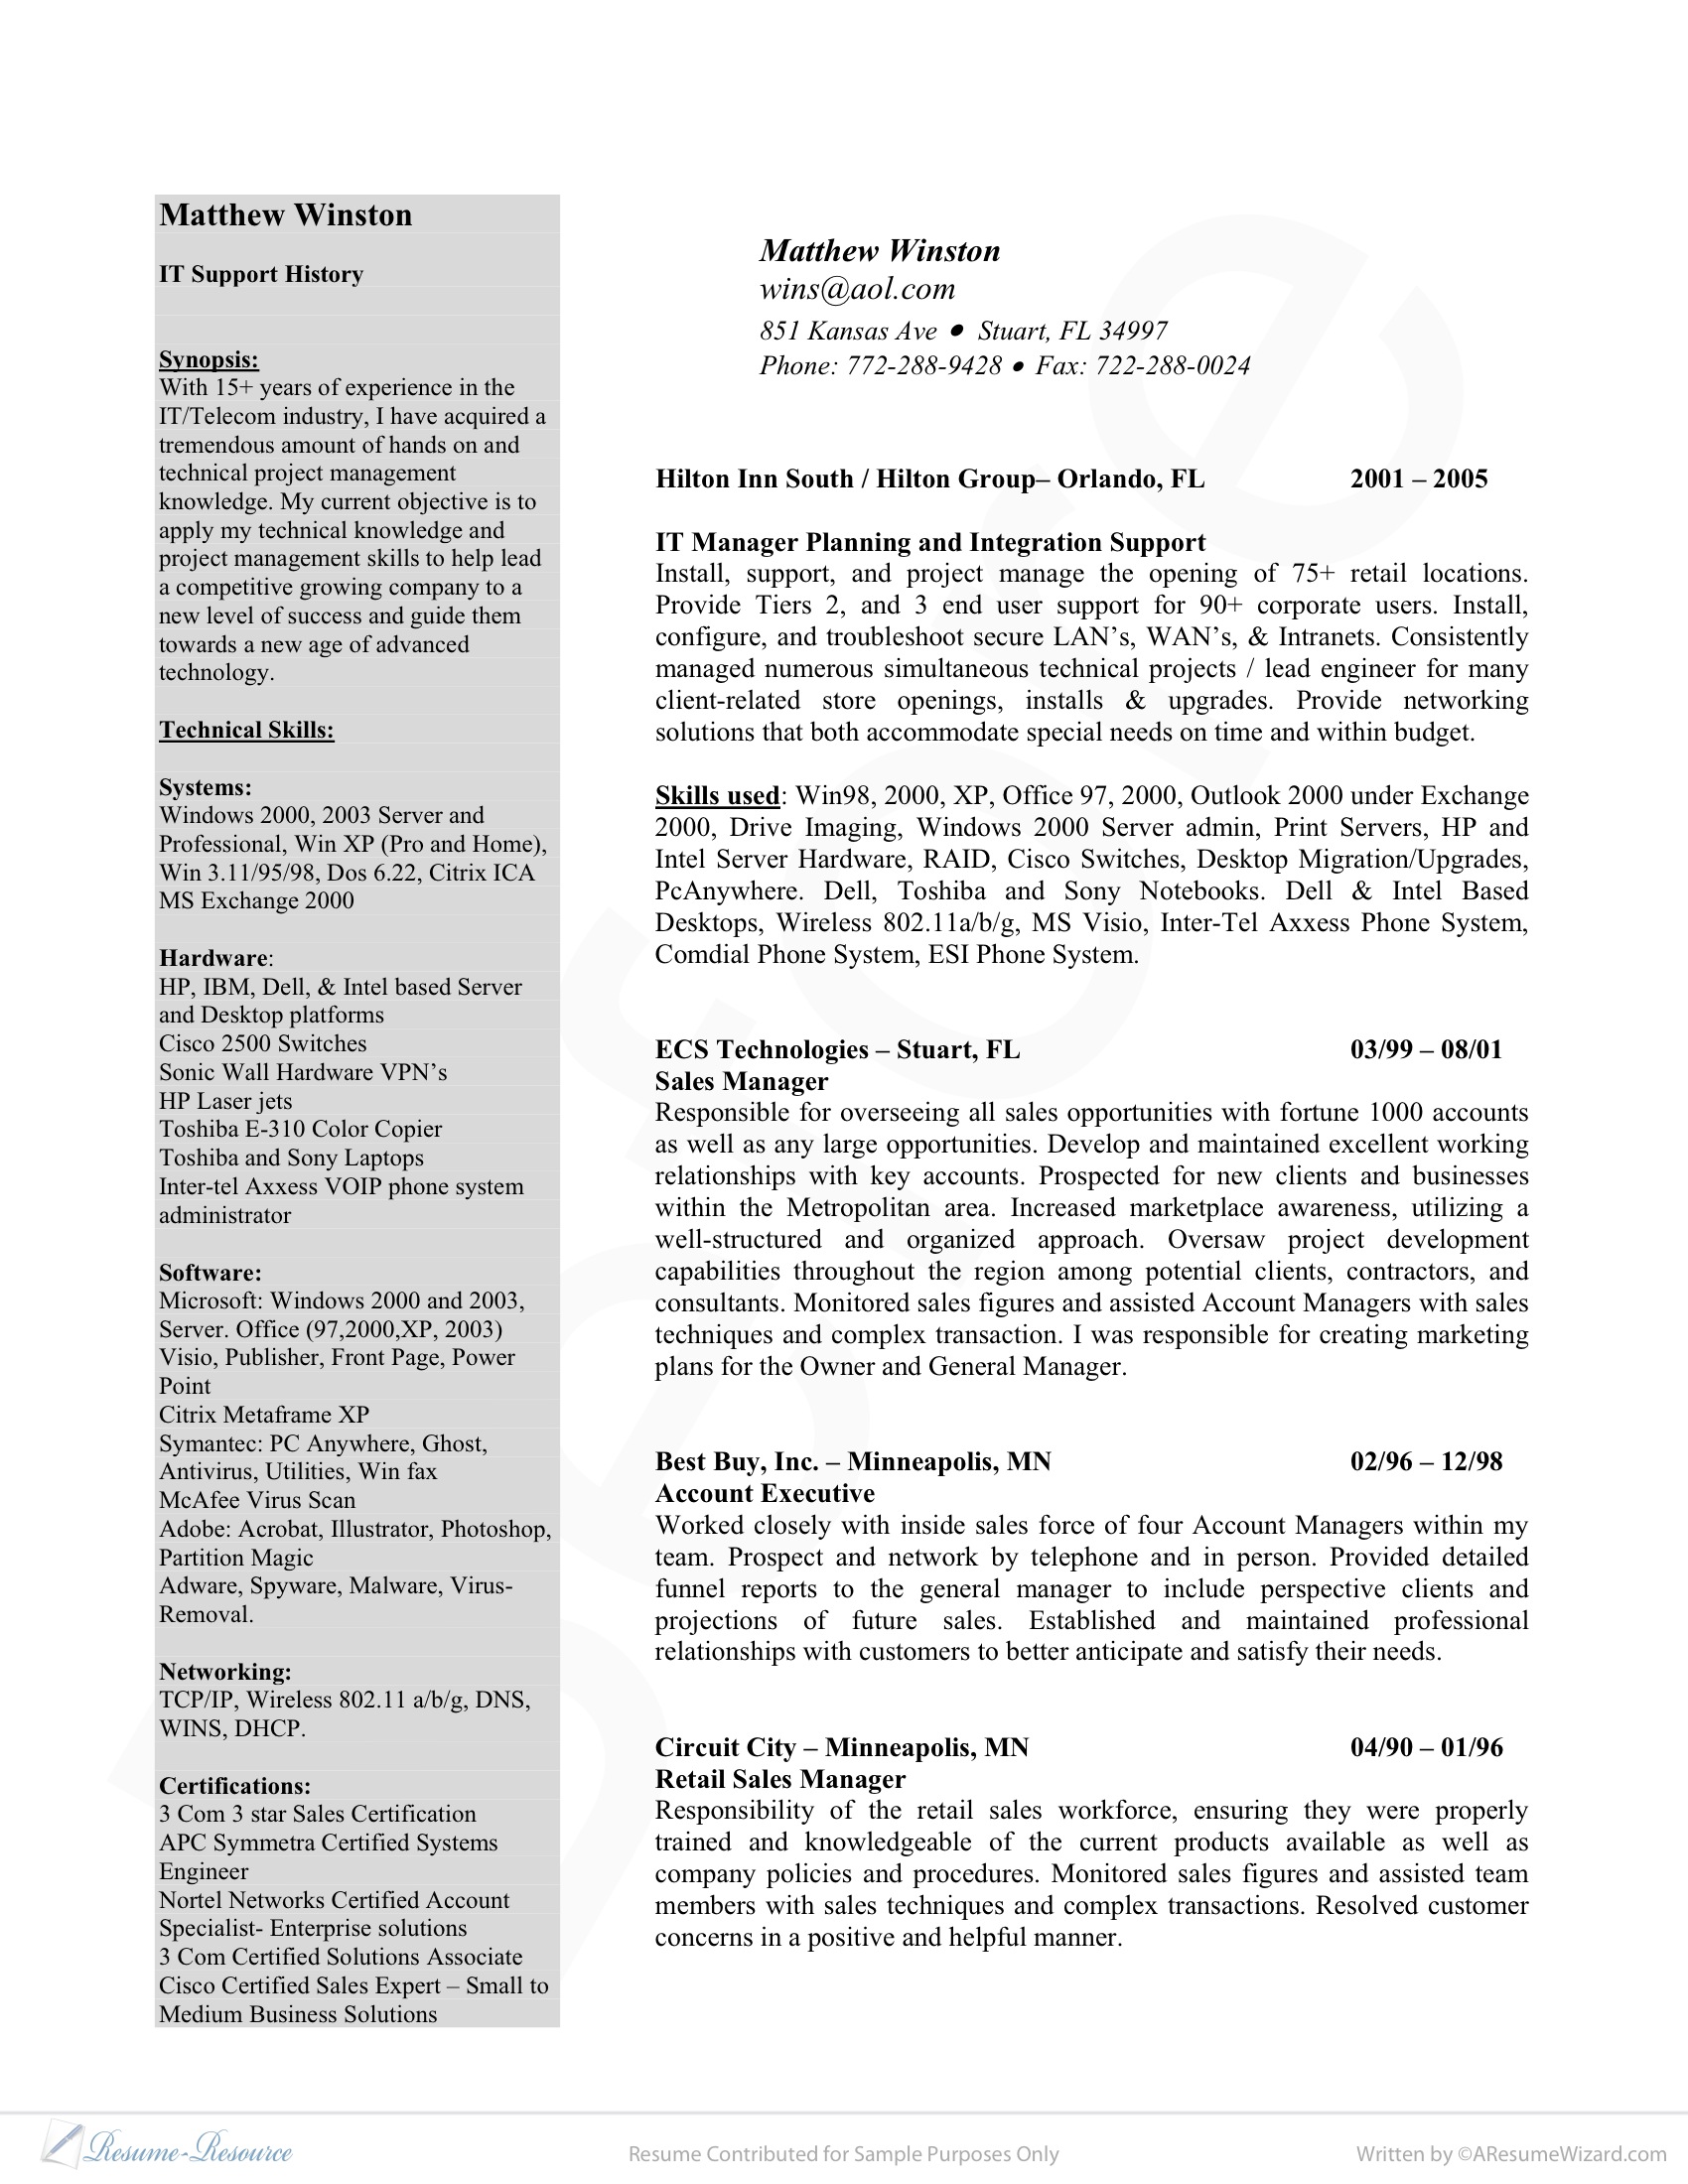 Matthew Winston
IT Support History
Synopsis:
With 15+ years of experience in the
IT/Telecom industry, I have acquired a
tremendous amount of hands on and
technical project management
knowledge. My current objective is to
apply my technical knowledge and
project management skills to help lead
a competitive growing company to a
new level of success and guide them
towards a new age of advanced
technology.
Technical Skills:
Systems:
Windows 2000, 2003 Server and
Professional, Win XP (Pro and Home),
Win 3.11/95/98, Dos 6.22, Citrix ICA
MS Exchange 2000
Hardware:
HP, IBM, Dell, & Intel based Server
and Desktop platforms
Cisco 2500 Switches
Sonic Wall Hardware VPN’s
HP Laser jets
Toshiba E-310 Color Copier
Toshiba and Sony Laptops
Inter-tel Axxess VOIP phone system
administrator
Software:
Microsoft: Windows 2000 and 2003,
Server. Office (97,2000,XP, 2003)
Visio, Publisher, Front Page, Power
Point
Citrix Metaframe XP
Symantec: PC Anywhere, Ghost,
Antivirus, Utilities, Win fax
McAfee Virus Scan
Adobe: Acrobat, Illustrator, Photoshop,
Partition Magic
Adware, Spyware, Malware, Virus-
Removal.
Networking:
TCP/IP, Wireless 802.11 a/b/g, DNS,
WINS, DHCP.
Certifications:
3 Com 3 star Sales Certification
APC Symmetra Certified Systems
Engineer
Nortel Networks Certified Account
Specialist- Enterprise solutions
3 Com Certified Solutions Associate
Cisco Certified Sales Expert – Small to
Medium Business Solutions
Matthew Winston
wins@aol.com
851 Kansas Ave ● Stuart, FL 34997
Phone: 772-288-9428 ● Fax: 722-288-0024
Hilton Inn South / Hilton Group– Orlando, FL 2001 – 2005
IT Manager Planning and Integration Support
Install, support, and project manage the opening of 75+ retail locations.
Provide Tiers 2, and 3 end user support for 90+ corporate users. Install,
configure, and troubleshoot secure LAN’s, WAN’s, & Intranets. Consistently
managed numerous simultaneous technical projects / lead engineer for many
client-related store openings, installs & upgrades. Provide networking
solutions that both accommodate special needs on time and within budget.
Skills used: Win98, 2000, XP, Office 97, 2000, Outlook 2000 under Exchange
2000, Drive Imaging, Windows 2000 Server admin, Print Servers, HP and
Intel Server Hardware, RAID, Cisco Switches, Desktop Migration/Upgrades,
PcAnywhere. Dell, Toshiba and Sony Notebooks. Dell & Intel Based
Desktops, Wireless 802.11a/b/g, MS Visio, Inter-Tel Axxess Phone System,
Comdial Phone System, ESI Phone System.
ECS Technologies – Stuart, FL 03/99 – 08/01
Sales Manager
Responsible for overseeing all sales opportunities with fortune 1000 accounts
as well as any large opportunities. Develop and maintained excellent working
relationships with key accounts. Prospected for new clients and businesses
within the Metropolitan area. Increased marketplace awareness, utilizing a
well-structured and organized approach. Oversaw project development
capabilities throughout the region among potential clients, contractors, and
consultants. Monitored sales figures and assisted Account Managers with sales
techniques and complex transaction. I was responsible for creating marketing
plans for the Owner and General Manager.
Best Buy, Inc. – Minneapolis, MN 02/96 – 12/98
Account Executive
Worked closely with inside sales force of four Account Managers within my
team. Prospect and network by telephone and in person. Provided detailed
funnel reports to the general manager to include perspective clients and
projections of future sales. Established and maintained professional
relationships with customers to better anticipate and satisfy their needs.
Circuit City – Minneapolis, MN 04/90 – 01/96
Retail Sales Manager
Responsibility of the retail sales workforce, ensuring they were properly
trained and knowledgeable of the current products available as well as
company policies and procedures. Monitored sales figures and assisted team
members with sales techniques and complex transactions. Resolved customer
concerns in a positive and helpful manner.
Before
Resume-Resource
Resume Contributed for Sample Purposes Only
Written by ©AResumeWizard.com